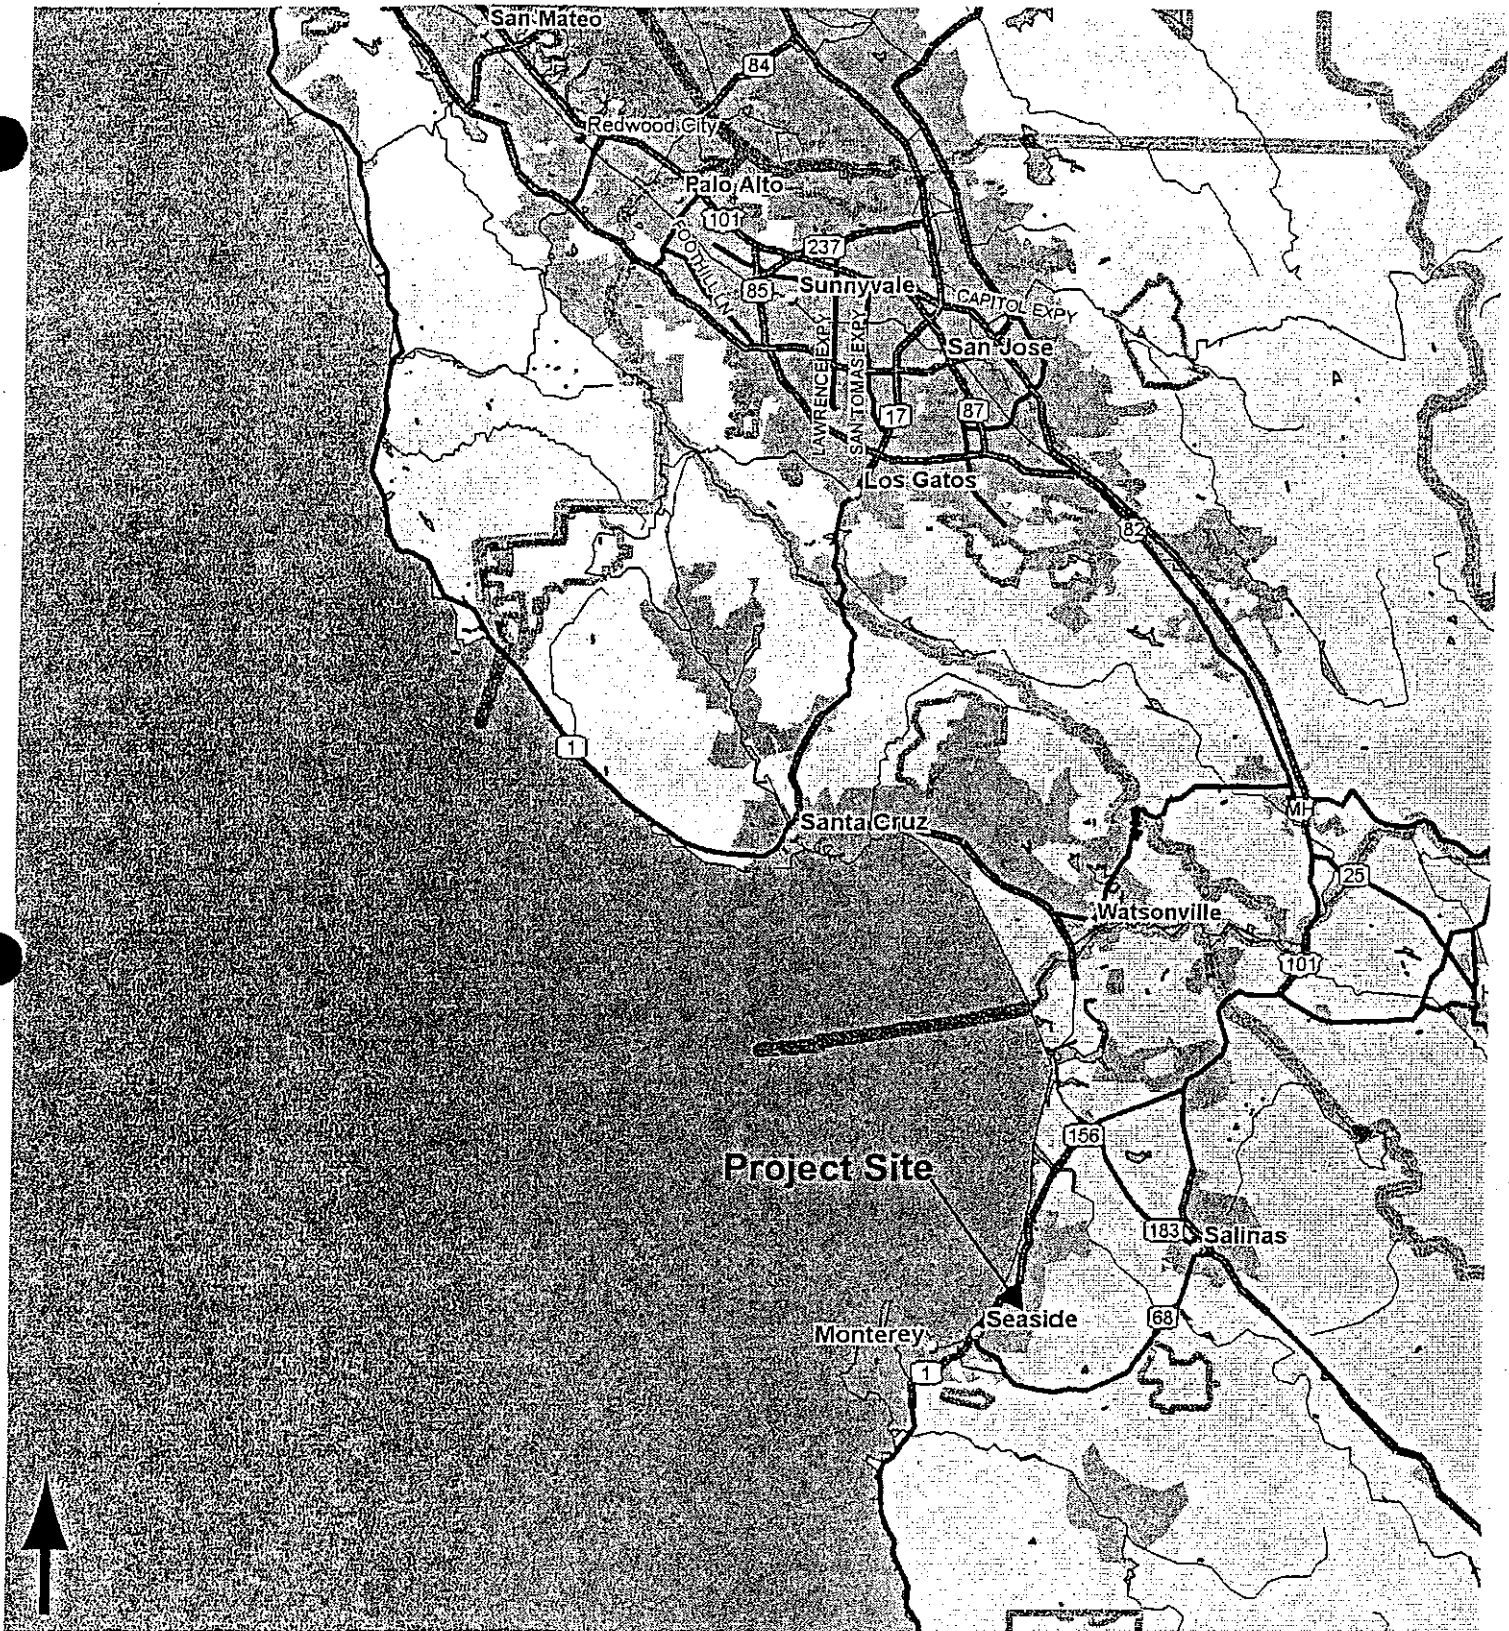 San Mateo
84
Redwood City
Palo Alto
101
FOOTHILL LN
237
85
Sunnyvale
CAPITOL EXPY
LAWRENCE EXPY
SAN TOMAS EXPY
San Jose
17
87
Los Gatos
82
1
MH
Santa Cruz
25
Watsonville
101
156
Project Site
183
Salinas
Seaside
68
Monterey
1